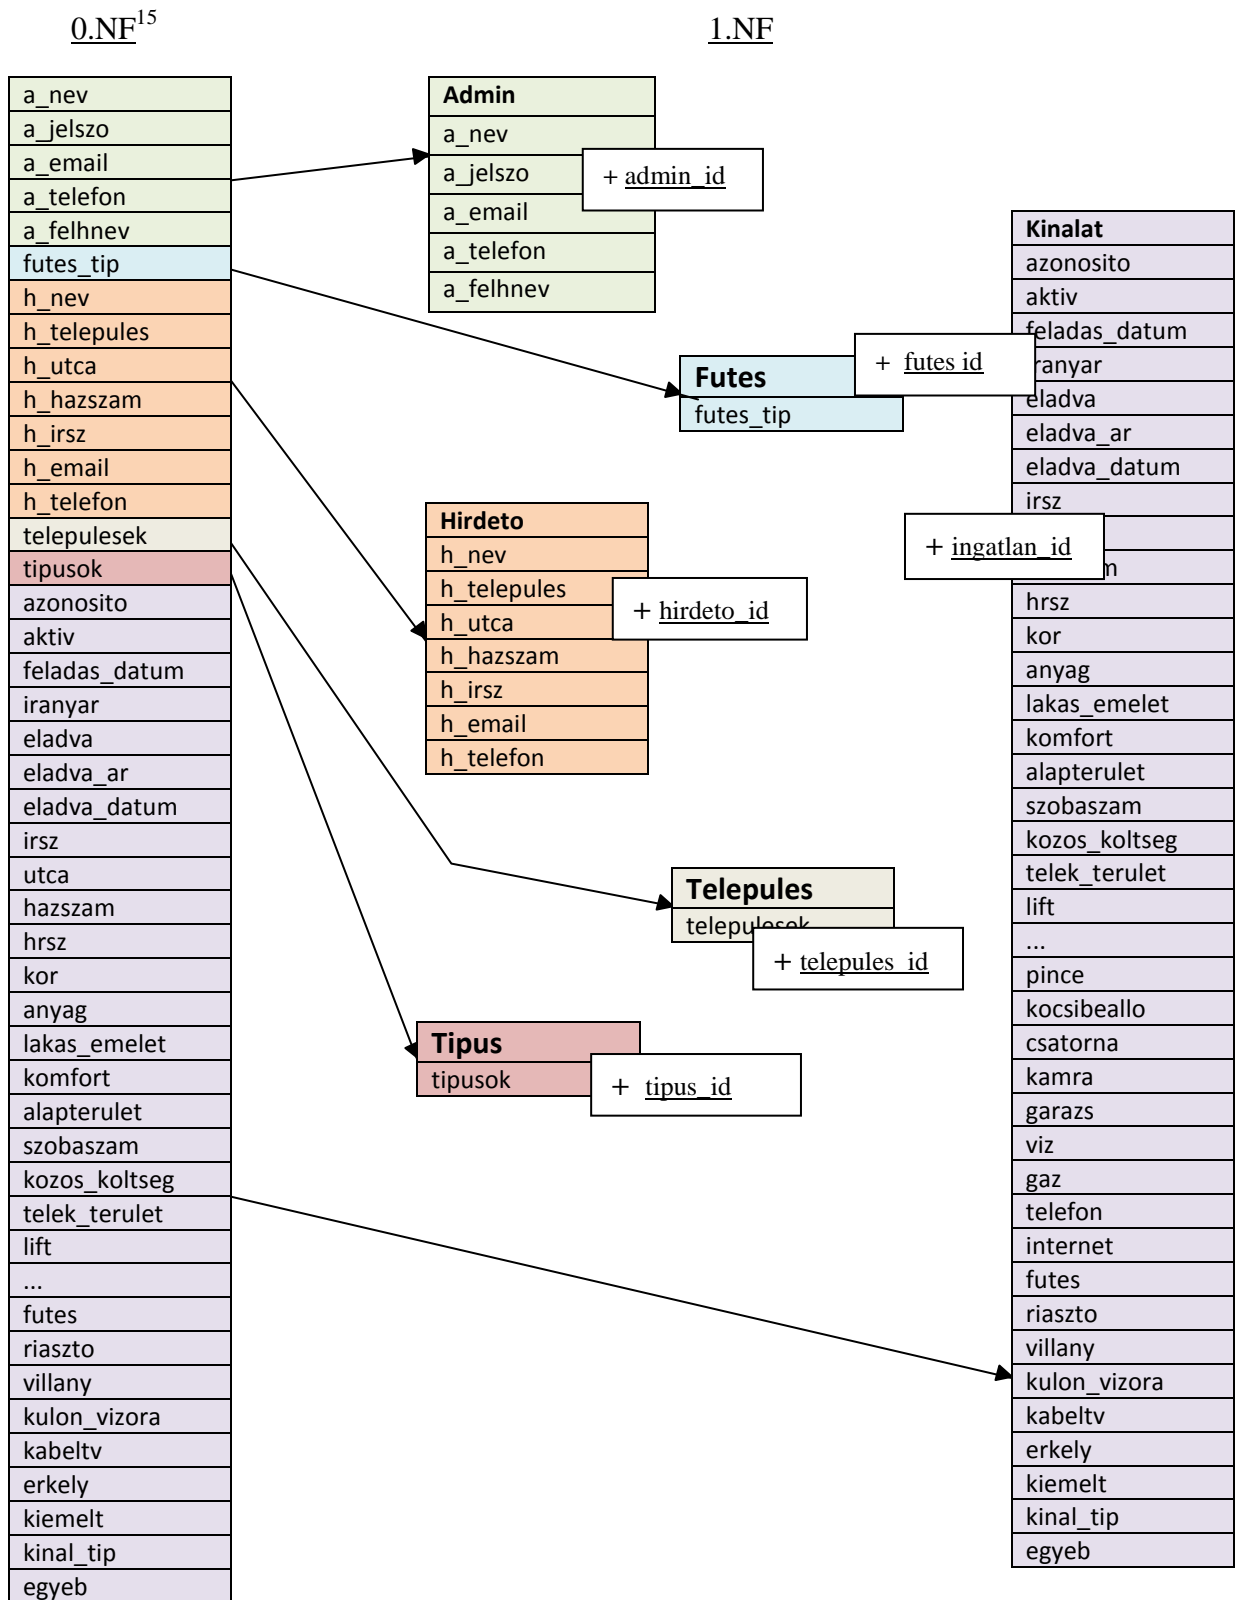 0.NF15
1.NF
a_nev
a_jelszo
a_email
a_telefon
a_felhnev
futes_tip
h_nev
h_telepules
h_utca
h_hazszam
h_irsz
h_email
h_telefon
telepulesek
tipusok
azonosito
aktiv
feladas_datum
iranyar
eladva
eladva_ar
eladva_datum
irsz
utca
hazszam
hrsz
kor
anyag
lakas_emelet
komfort
alapterulet
szobaszam
kozos_koltseg
telek_terulet
lift
...
futes
riaszto
villany
kulon_vizora
kabeltv
erkely
kiemelt
kinal_tip
egyeb
Admin
a_nev
a_jelszo
a_email
a_telefon
a_felhnev
+ admin_id
Futes
futes_tip
+ futes id
Hirdeto
h_nev
h_telepules
h_utca
h_hazszam
h_irsz
h_email
h_telefon
+ hirdeto_id
Telepules
telepulesek
+ telepules_id
Tipus
tipusok
+ tipus_id
Kinalat
azonosito
aktiv
feladas_datum
iranyar
eladva
eladva_ar
eladva_datum
irsz
+ ingatlan_id
m
hrsz
kor
anyag
lakas_emelet
komfort
alapterulet
szobaszam
kozos_koltseg
telek_terulet
lift
...
pince
kocsibeallo
csatorna
kamra
garazs
viz
gaz
telefon
internet
futes
riaszto
villany
kulon_vizora
kabeltv
erkely
kiemelt
kinal_tip
egyeb